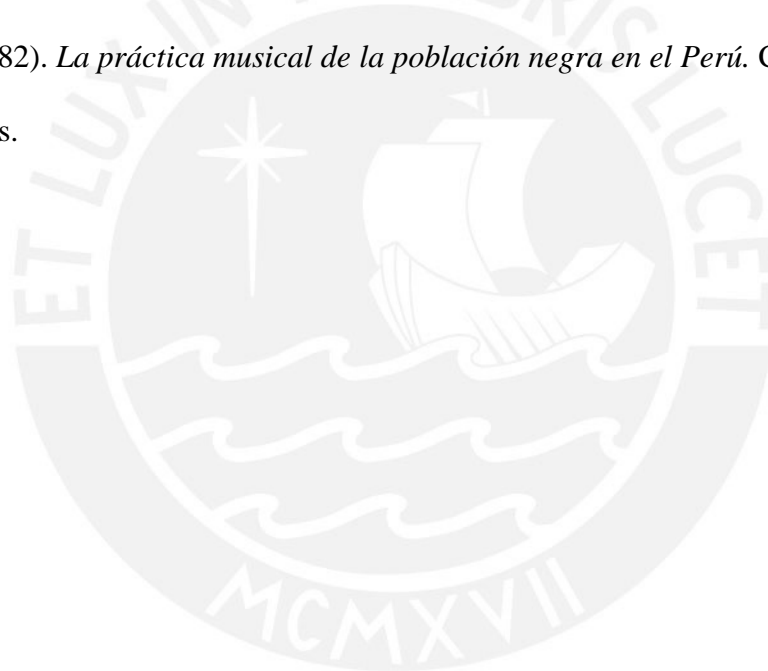 82). La práctica musical de la población negra en el Perú. C
s.
ET LUX IN TENEBRIS LUCET
MCMXVII